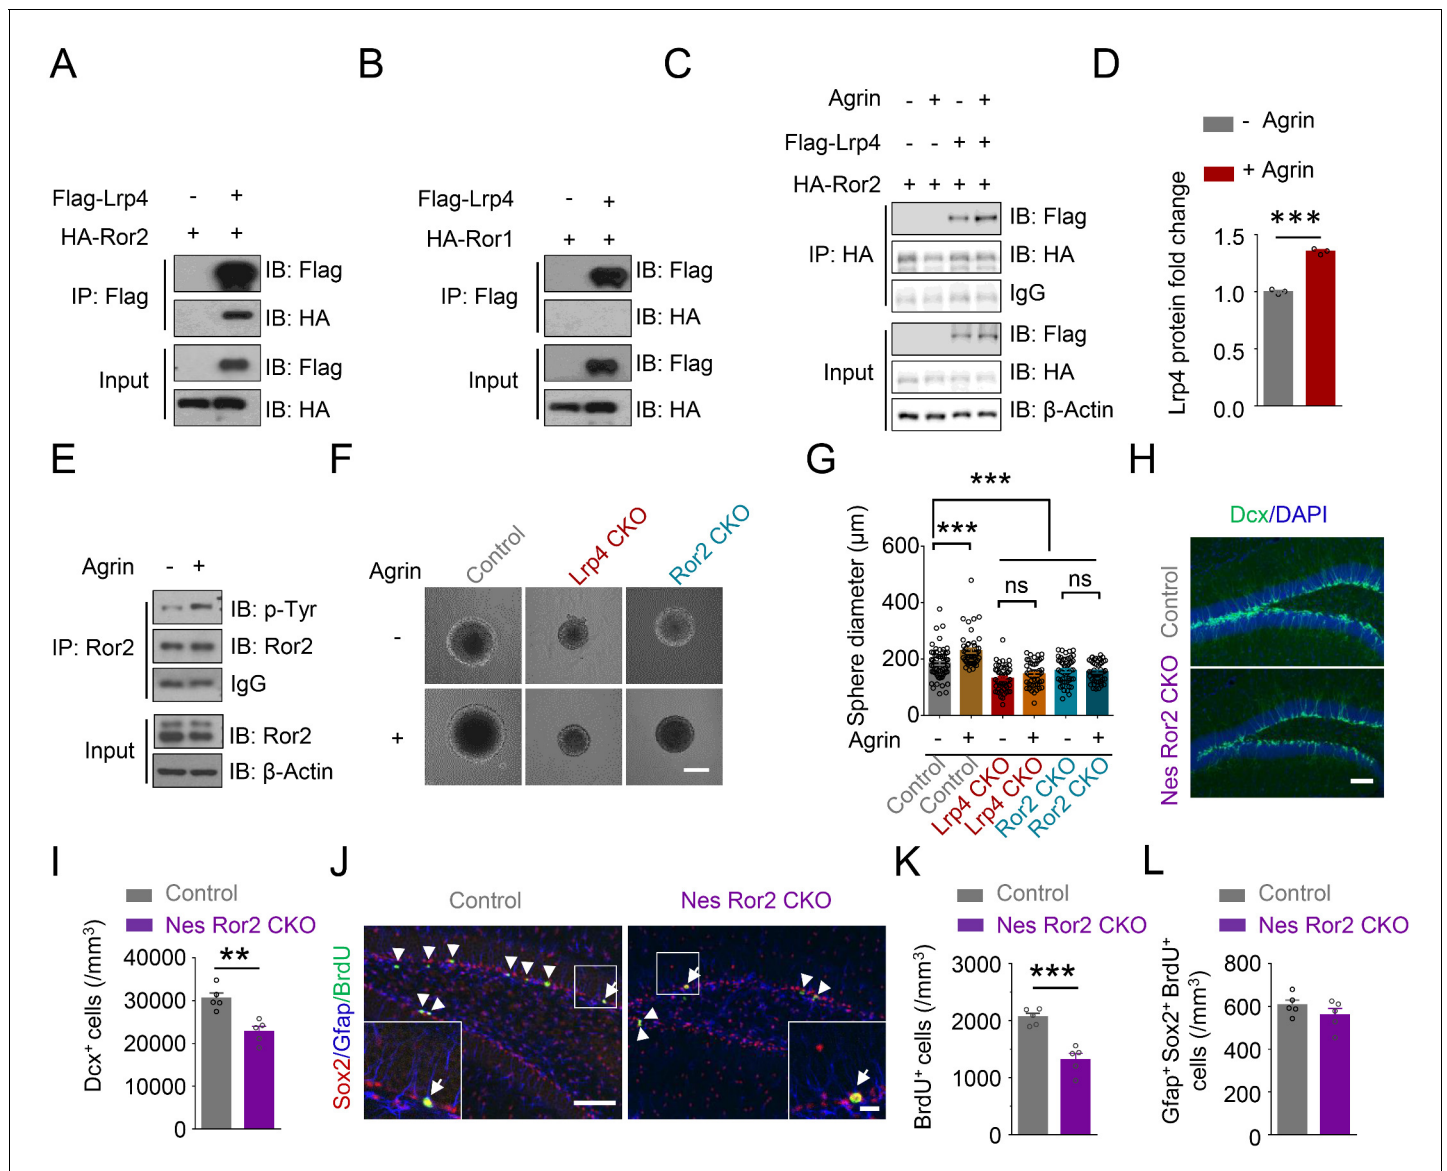 A
Flag-Lrp4 - +
HA-Ror2 + +
IP: Flag
IB: Flag
IB: HA
Input
IB: Flag
IB: HA
B
Flag-Lrp4 - +
HA-Ror1 + +
IP: Flag
IB: Flag
IB: HA
Input
IB: Flag
IB: HA
C
Agrin - + - +
Flag-Lrp4 - - + +
HA-Ror2 + + + +
IP: HA
IB: Flag
IB: HA
IgG
Input
IB: Flag
IB: HA
IB: β-Actin
D
- Agrin
+ Agrin
Lrp4 protein fold change
***
1.5
1.0
0.5
0.0
E
Agrin - +
IP: Ror2
IB: p-Tyr
IB: Ror2
IgG
Input
IB: Ror2
IB: β-Actin
F
Agrin
Control
Lrp4 CKO
Ror2 CKO
-
+
G
***
***
ns
ns
Sphere diameter (μm)
600
400
200
0
Agrin - + - + - +
Control
Control
Lrp4 CKO
Lrp4 CKO
Ror2 CKO
Ror2 CKO
H
Dcx/DAPI
Control
Nes Ror2 CKO
I
Control
Nes Ror2 CKO
Dcx⁺ cells (/mm³)
**
40000
30000
20000
10000
0
J
Control
Nes Ror2 CKO
Sox2/Gfap/BrdU
K
Control
Nes Ror2 CKO
BrdU⁺ cells (/mm³)
***
3000
2000
1000
0
L
Control
Nes Ror2 CKO
Gfap⁺ Sox2⁺ BrdU⁺
cells (/mm³)
800
600
400
200
0